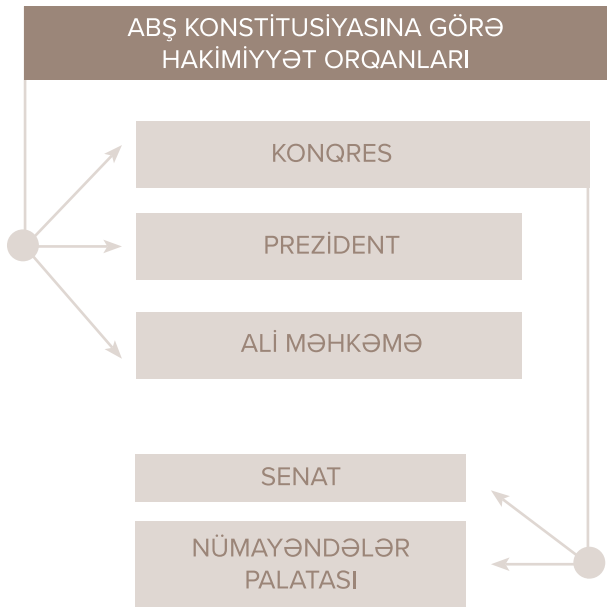 ABŞ KONSTİTUSİYASINA GÖRƏ
HAKİMİYYƏT ORQANLARI
KONQRES
PREZİDENT
ALİ MƏHKƏMƏ
SENAT
NÜMAYƏNDƏLƏR
PALATASI